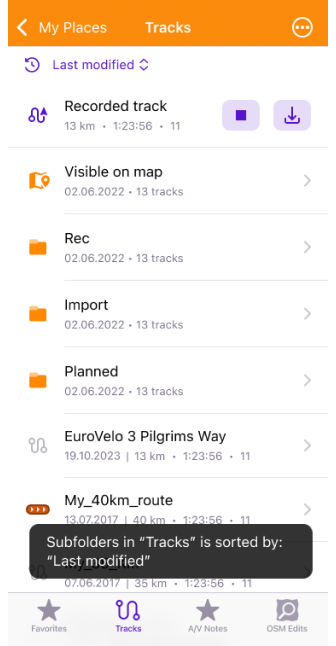 My Places Tracks
Last modified
Recorded track
13 km • 1:23:56 • 11
Visible on map
02.06.2022 • 13 tracks
Rec
02.06.2022 • 13 tracks
Import
02.06.2022 • 13 tracks
Planned
02.06.2022 • 13 tracks
EuroVelo 3 Pilgrims Way
19.10.2023 | 13 km • 1:23:56 • 11
My_40km_route
13.07.2017 | 40 km • 1:23:56 • 11
Subfolders in “Tracks” is sorted by:
“Last modified”
07.06.2017 | 35 km • 1:23:56 • 11
Favorites Tracks A/V Notes OSM Edits